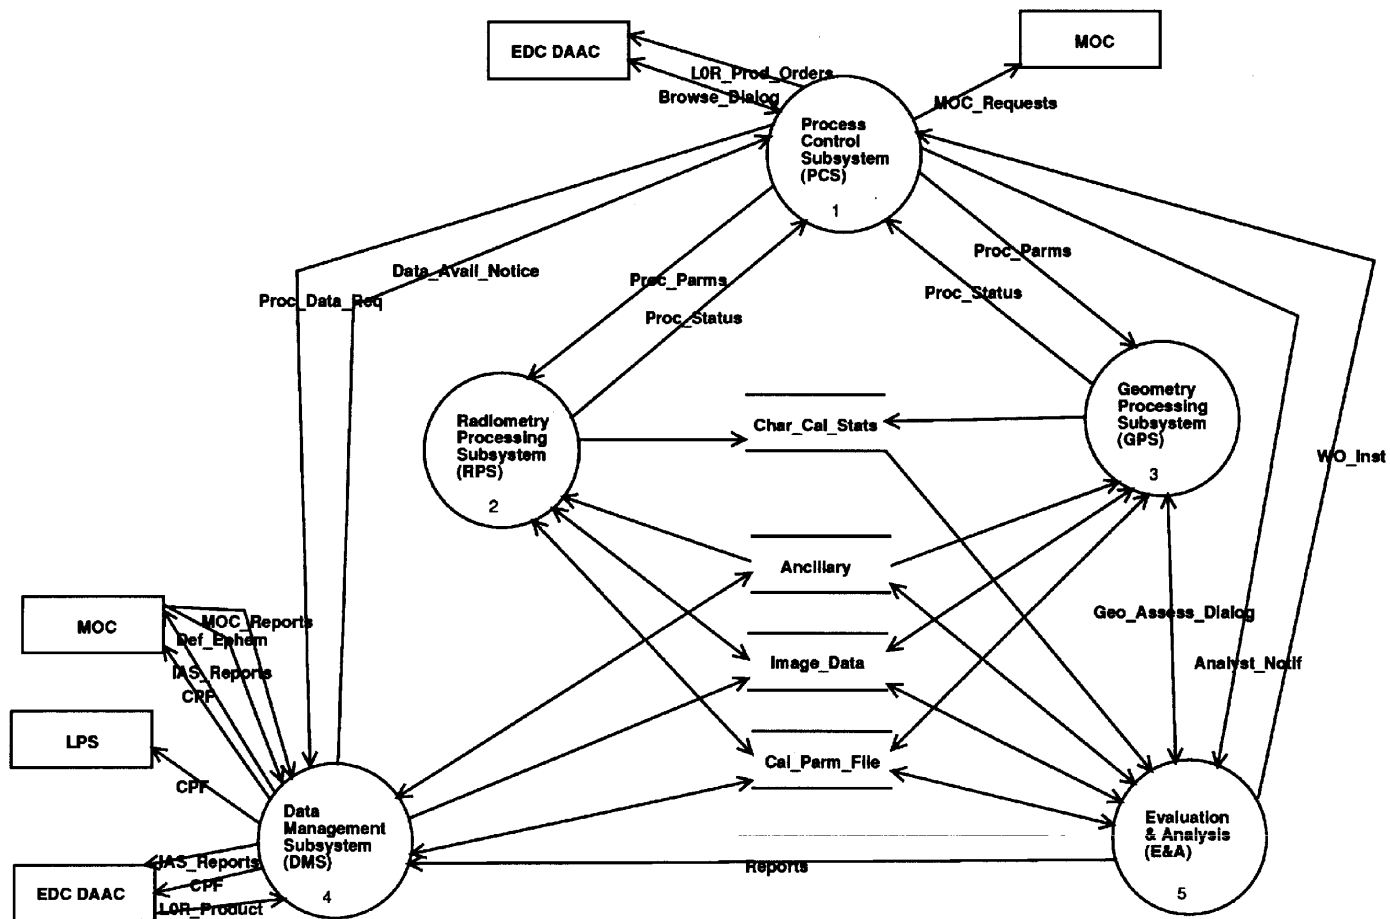 EDC DAAC
MOC
L0R_Prod_Orders
Browse_Dialog
MOC_Requests
Process
Control
Subsystem
(PCS)
1
Data_Avail_Notice
Proc_Data_Req
Proc_Parms
Proc_Status
Proc_Parms
Proc_Status
Radiometry
Processing
Subsystem
(RPS)
2
Char_Cal_Stats
Geometry
Processing
Subsystem
(GPS)
3
WO_Inst
Ancillary
Image_Data
Cal_Parm_File
Geo_Assess_Dialog
Analyst_Notif
MOC
MOC_Reports
Def_Ephem
IAS_Reports
CPF
LPS
CPF
Data
Management
Subsystem
(DMS)
4
IAS_Reports
CPF
L0R_Product
EDC DAAC
Reports
Evaluation
& Analysis
(E&A)
5